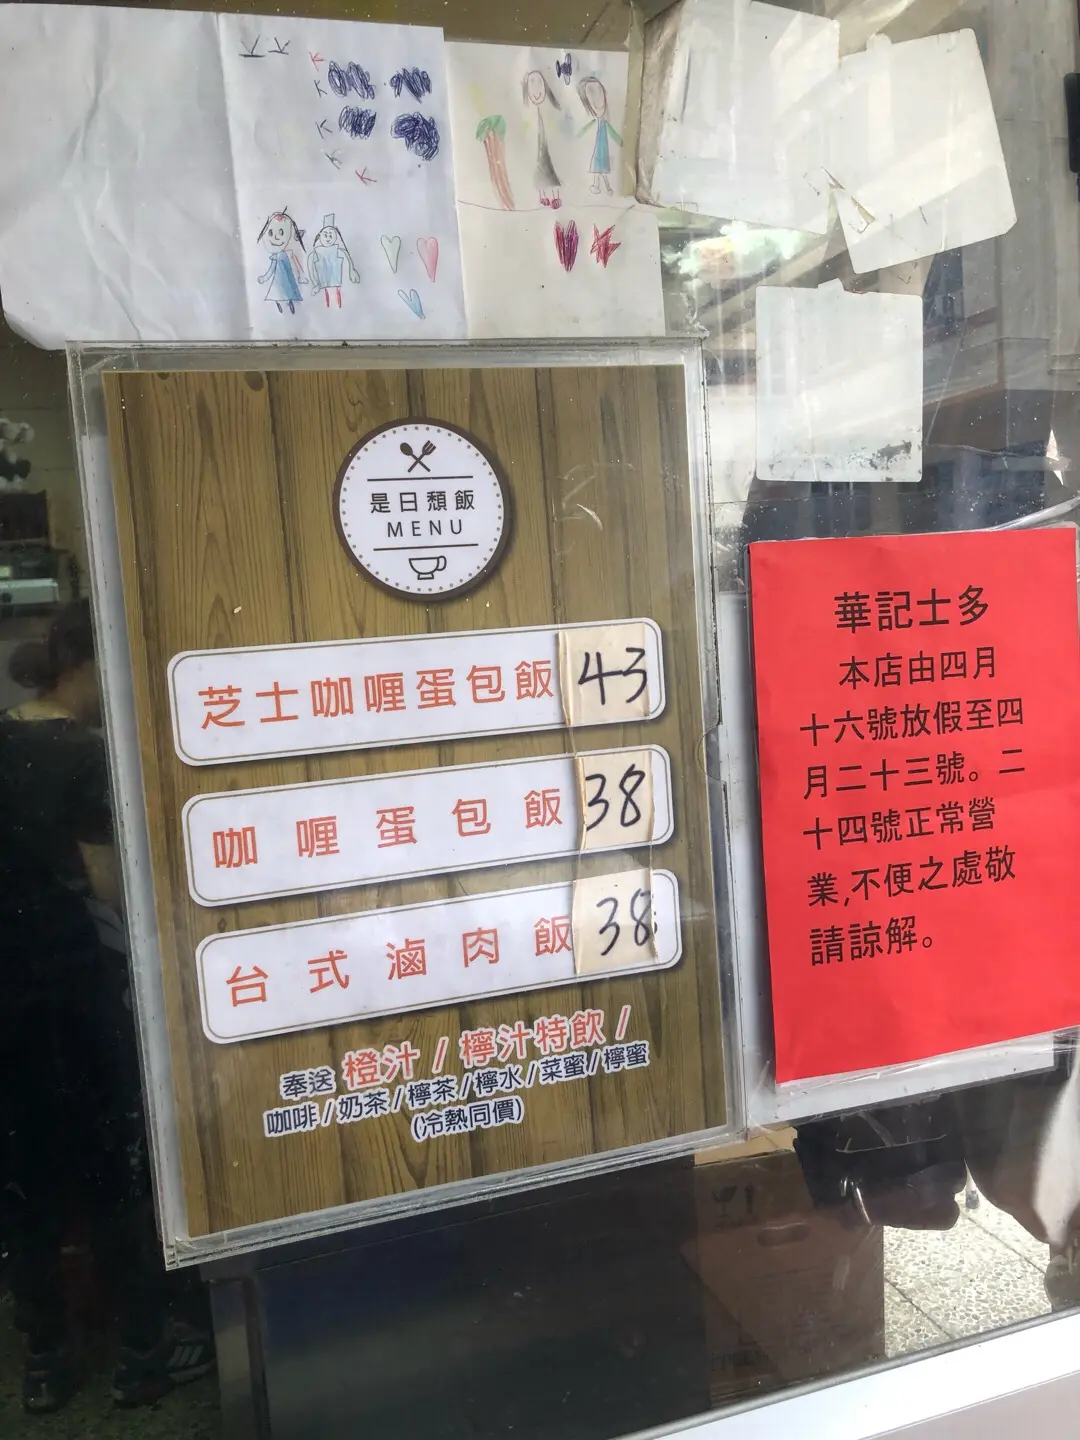 是日頹飯
MENU
芝士咖喱蛋包飯 43
咖喱蛋包飯 38
台式滷肉飯 38
奉送 橙汁 / 檸汁特飲 /
咖啡 / 奶茶 / 檸茶 / 檸水 / 菜蜜 / 檸蜜
(冷熱同價)
華記士多
本店由四月
十六號放假至四
月二十三號。二
十四號正常營
業,不便之處敬
請諒解。